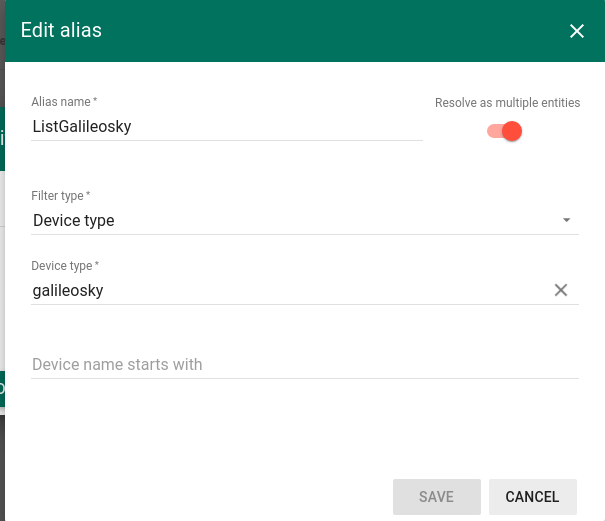 Edit alias
Alias name *
Resolve as multiple entities
ListGalileosky
Filter type *
Device type
Device type *
galileosky
Device name starts with
SAVE
CANCEL